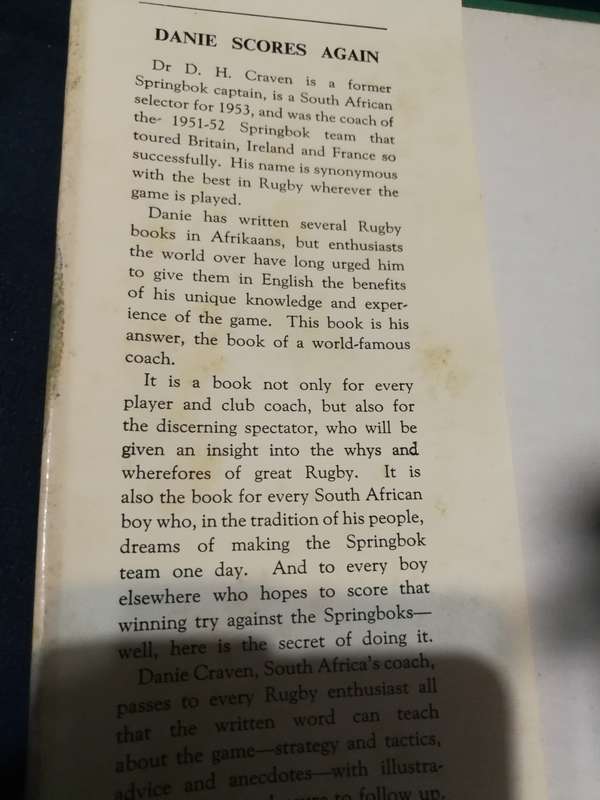 DANIE SCORES AGAIN
Dr D. H. Craven is a former
Springbok captain, is a South African
selector for 1953, and was the coach of
the- 1951-52 Springbok team that
toured Britain, Ireland and France so
successfully. His name is synonymous
with the best in Rugby wherever the
game is played.
Danie has written several Rugby
books in Afrikaans, but enthusiasts
the world over have long urged him
to give them in English the benefits
of his unique knowledge and exper-
ience of the game. This book is his
answer, the book of a world-famous
coach.
It is a book not only for every
player and club coach, but also for
the discerning spectator, who will be
given an insight into the whys and
wherefores of great Rugby. It is
also the book for every South African
boy who, in the tradition of his people,
dreams of making the Springbok
team one day. And to every boy
elsewhere who hopes to score that
winning try against the Springboks—
well, here is the secret of doing it.
Danie Craven, South Africa's coach,
passes to every Rugby enthusiast all
that the written word can teach
about the game—strategy and tactics,
advice and anecdotes—with illustra-
to follow up.